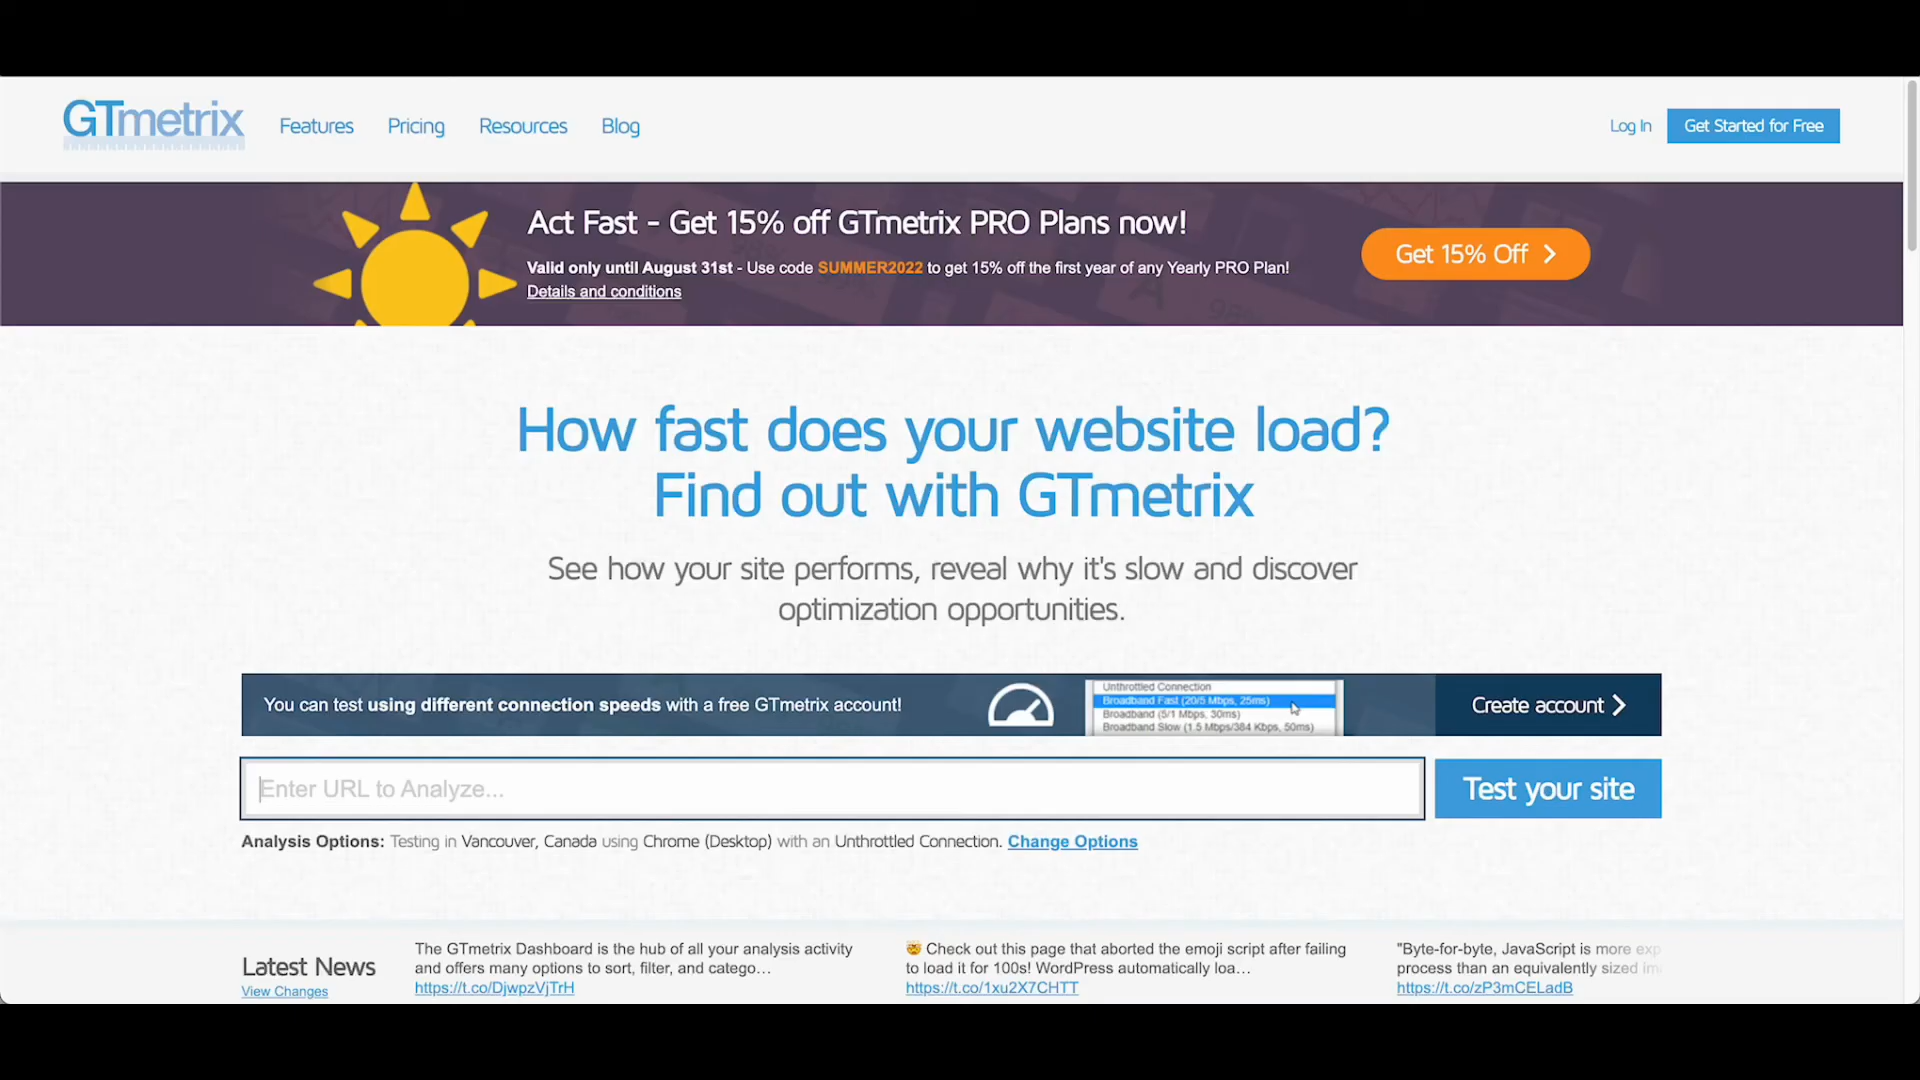 GTmetrix
Features
Pricing
Resources
Blog
Log In
Get Started for Free
Act Fast - Get 15% off GTmetrix PRO Plans now!
Valid only until August 31st - Use code SUMMER2022 to get 15% off the first year of any Yearly PRO Plan!
Details and conditions
Get 15% Off
How fast does your website load?
Find out with GTmetrix
See how your site performs, reveal why it's slow and discover
optimization opportunities.
You can test using different connection speeds with a free GTmetrix account!
Unthrottled Connection
Broadband Fast (20/5 Mbps, 25ms)
Broadband (5/1 Mbps, 30ms)
Broadband Slow (1.5 Mbps/384 Kbps, 50ms)
Create account
Enter URL to Analyze...
Test your site
Analysis Options: Testing in Vancouver, Canada using Chrome (Desktop) with an Unthrottled Connection. Change Options
Latest News
View Changes
The GTmetrix Dashboard is the hub of all your analysis activity
and offers many options to sort, filter, and catego...
https://t.co/DjwpzVjTrH
🤯 Check out this page that aborted the emoji script after failing
to load it for 100s! WordPress automatically loa...
https://t.co/1xu2X7CHTT
"Byte-for-byte, JavaScript is more exp
process than an equivalently sized im
https://t.co/zP3mCELadB